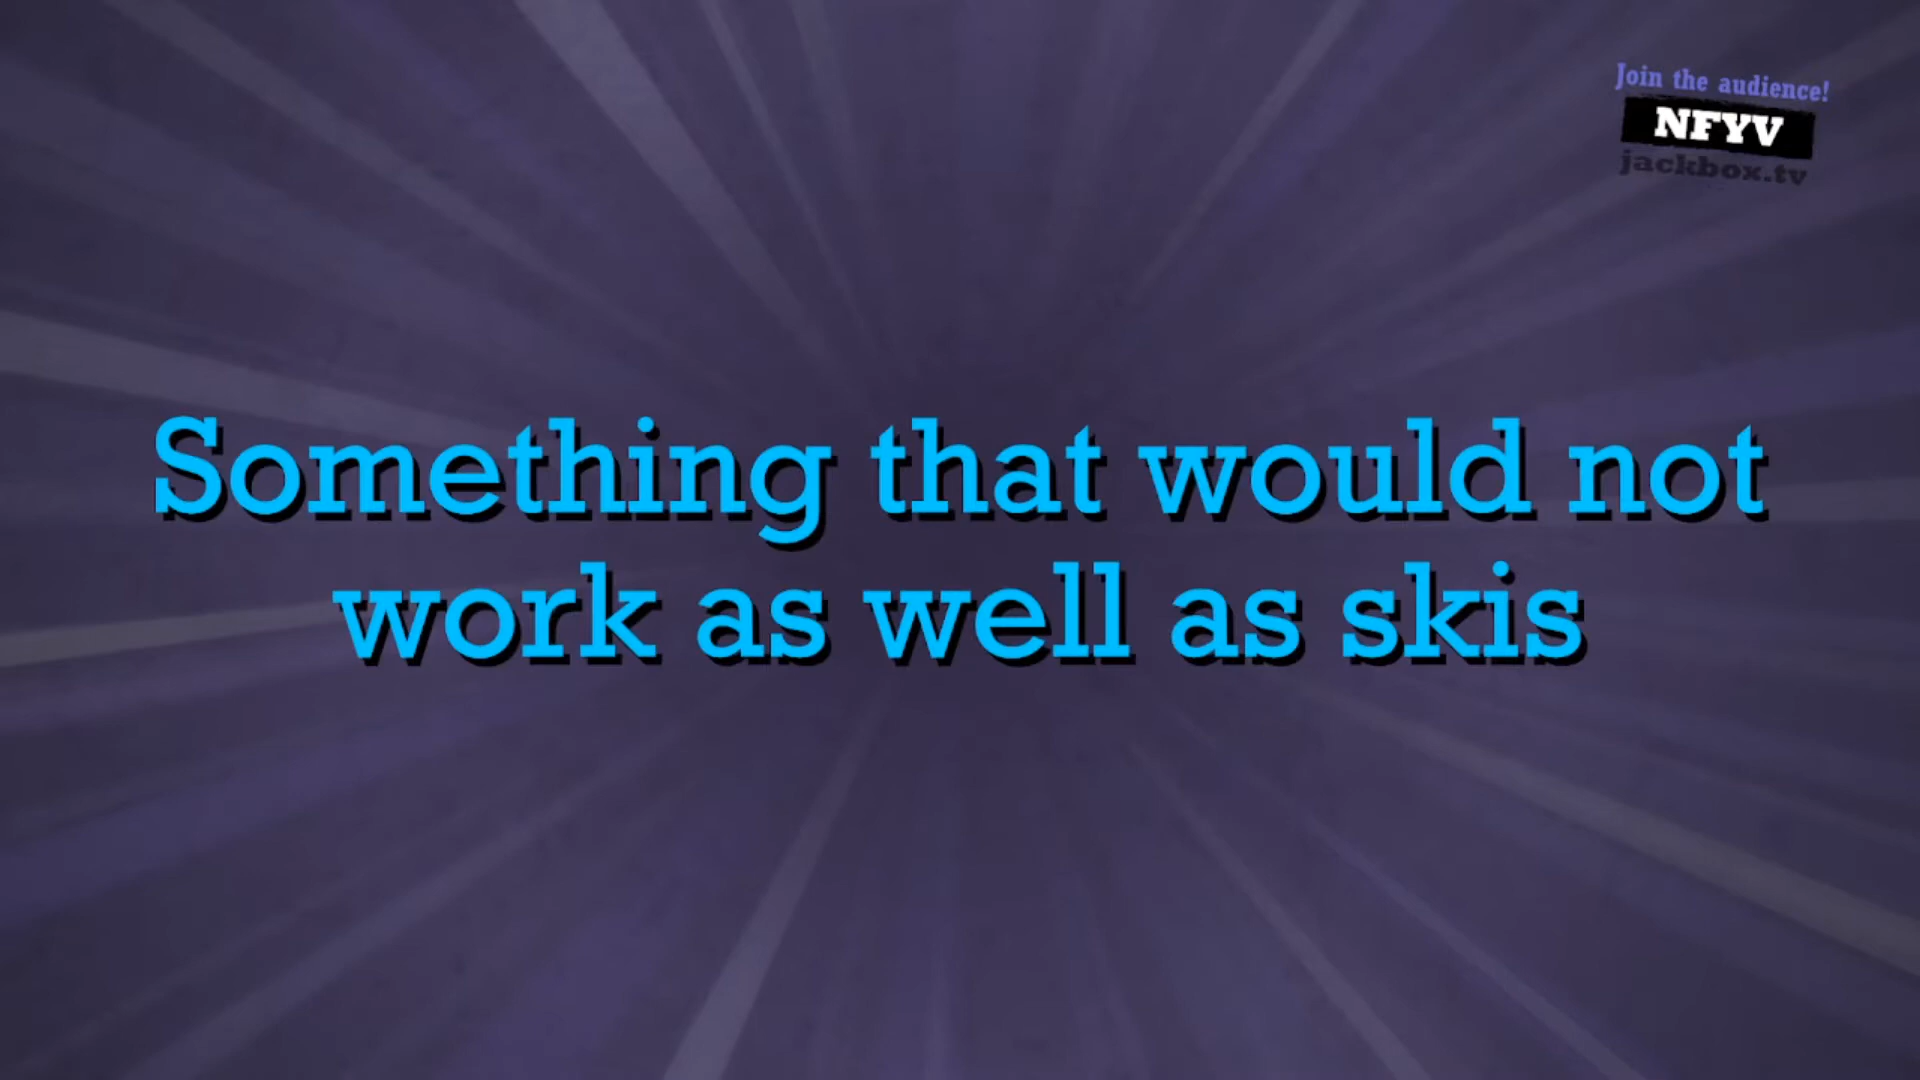 Join the audience!
NFYV
jackbox.tv
Something that would not
work as well as skis